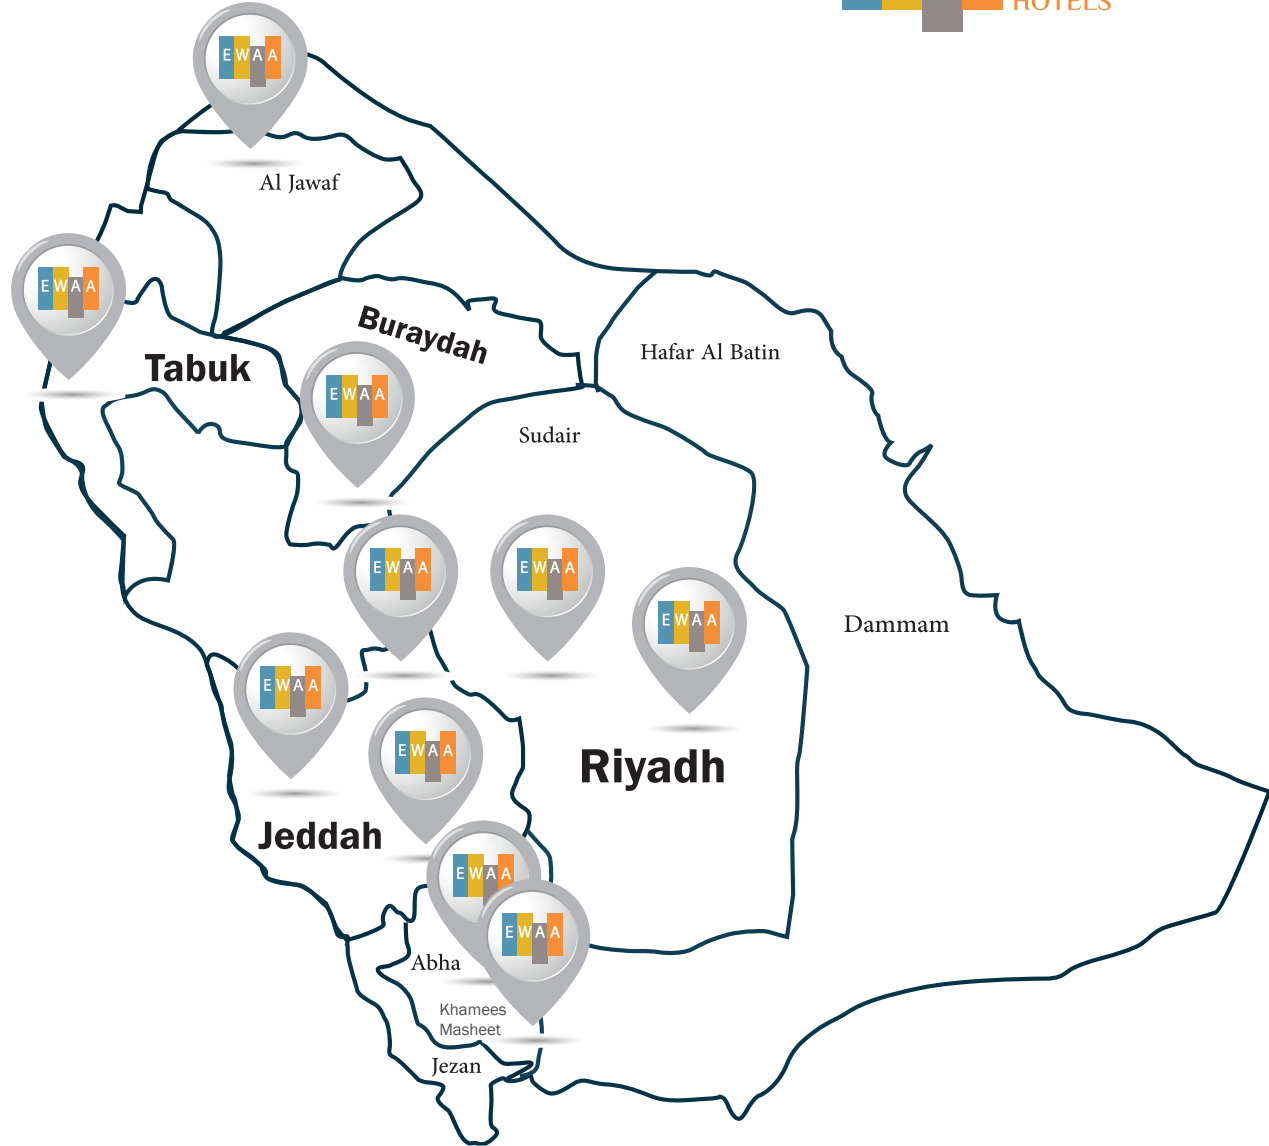 HOTELS
EWAA
Al Jawaf
EWAA
Buraydah
Hafar Al Batin
Tabuk
EWAA
Sudair
EWAA
EWAA
EWAA
Dammam
EWAA
EWAA
Riyadh
Jeddah
EWAA
EWAA
Abha
Khamees
Masheet
Jezan